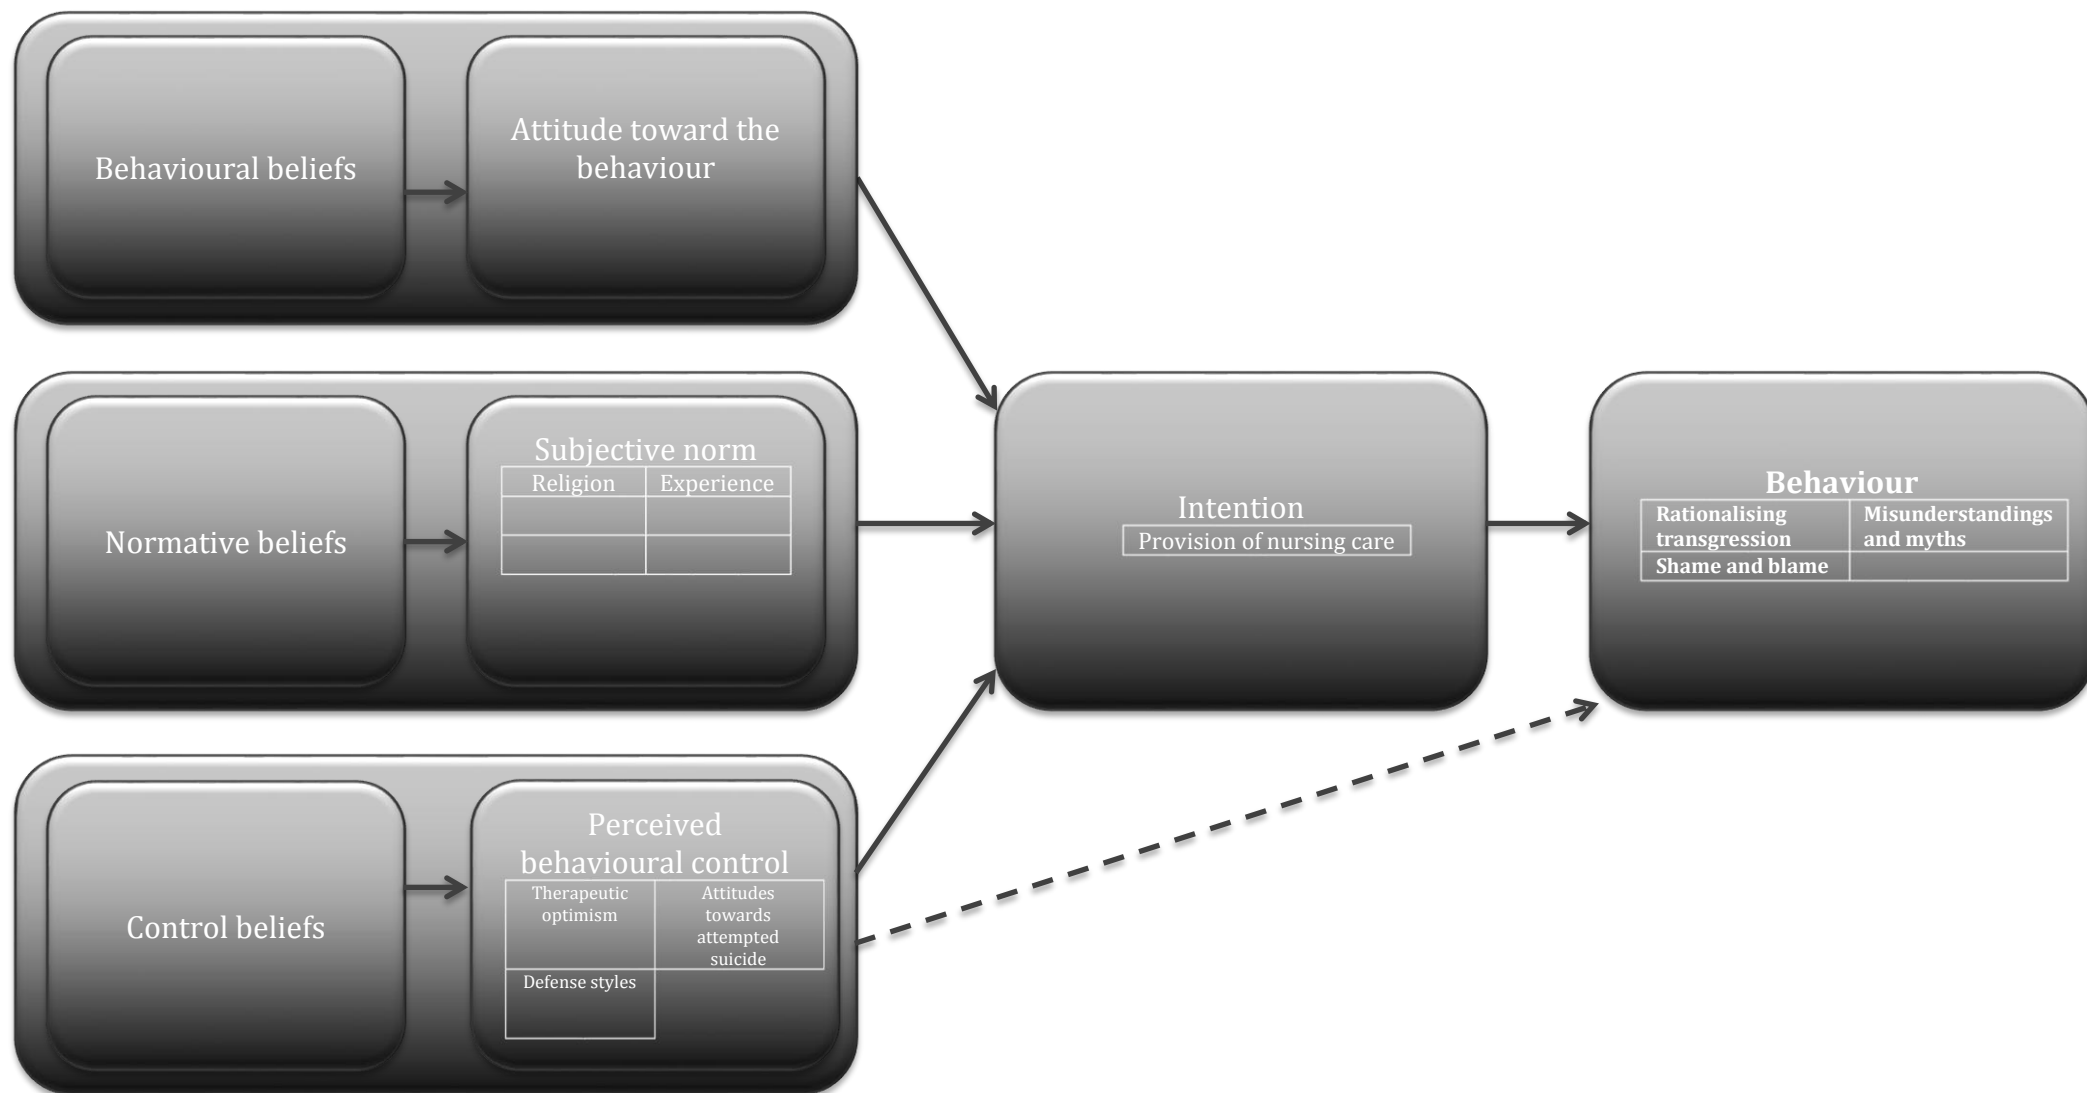 Behavioural beliefs
Attitude toward the
behaviour
Normative beliefs
Subjective norm
Religion Experience
Control beliefs
Perceived
behavioural control
Therapeutic
optimism
Attitudes
towards
attempted
suicide
Defense styles
Intention
Provision of nursing care
Behaviour
Rationalising
transgression
Misunderstandings
and myths
Shame and blame